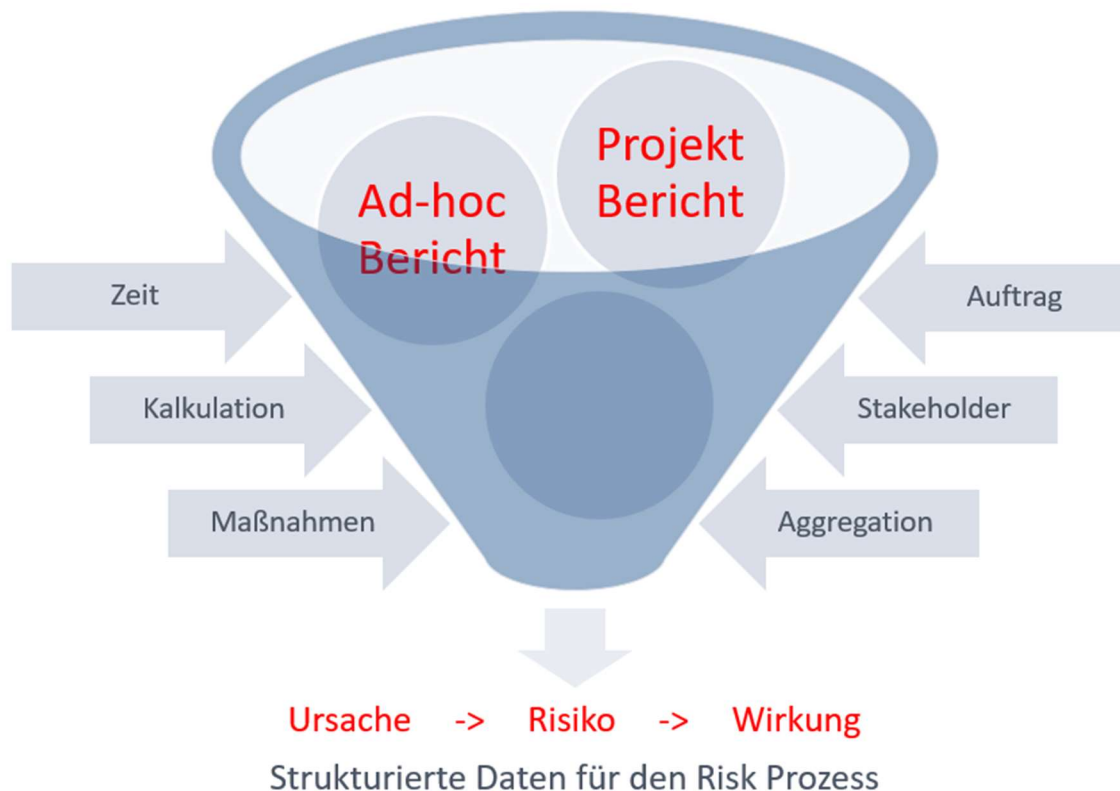 Projekt
Bericht
Ad-hoc
Bericht
Zeit
Auftrag
Kalkulation
Stakeholder
Maßnahmen
Aggregation
Ursache -> Risiko -> Wirkung
Strukturierte Daten für den Risk Prozess